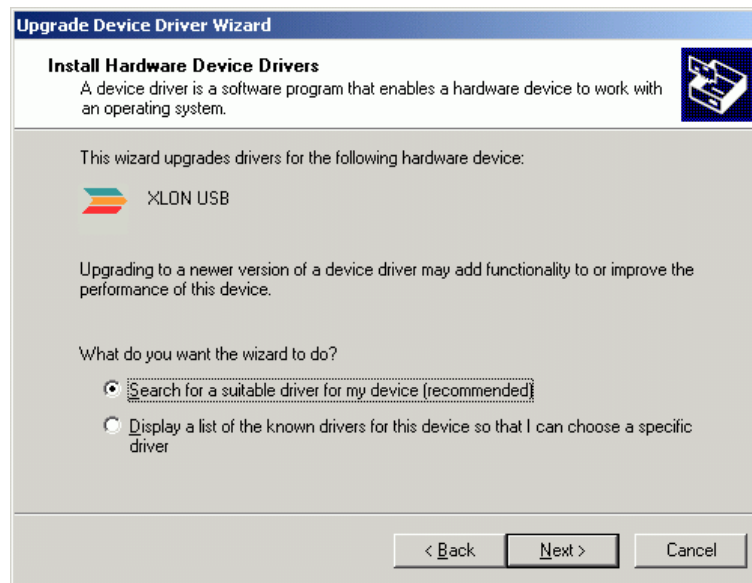 Upgrade Device Driver Wizard
Install Hardware Device Drivers
A device driver is a software program that enables a hardware device to work with
an operating system.
This wizard upgrades drivers for the following hardware device:
XLON USB
Upgrading to a newer version of a device driver may add functionality to or improve the
performance of this device.
What do you want the wizard to do?
Search for a suitable driver for my device (recommended)
Display a list of the known drivers for this device so that I can choose a specific
driver
< Back
Next >
Cancel